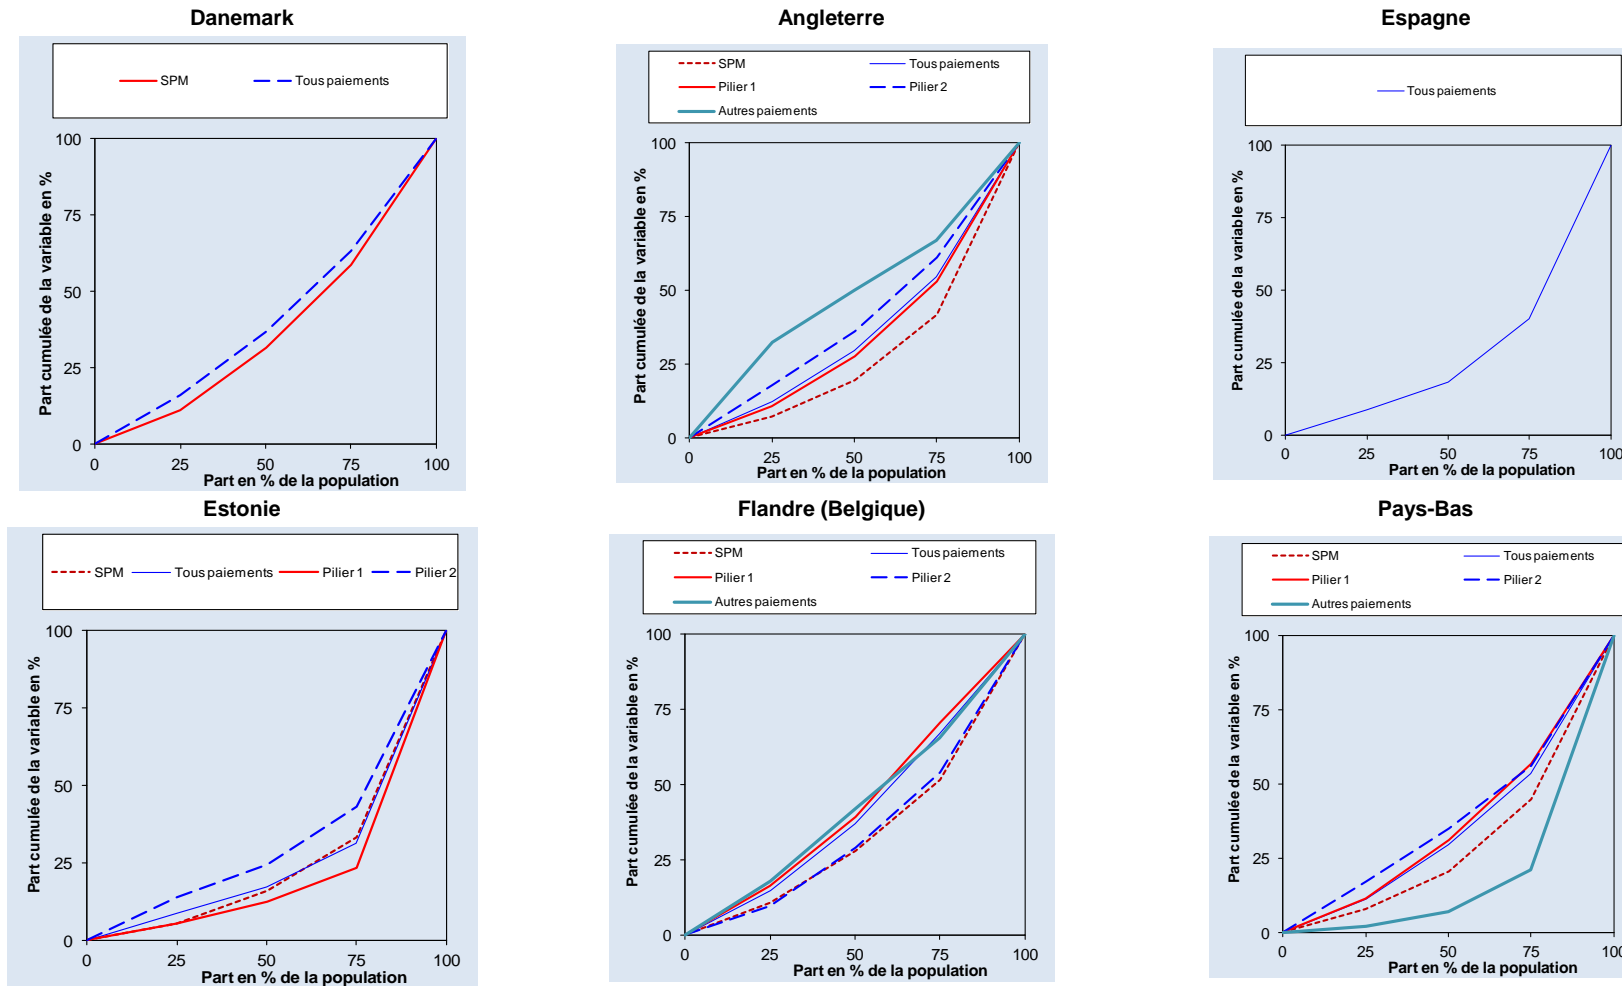 Danemark
SPM Tous paiements
Part cumulée de la variable en %
100
75
50
25
0
0 25 50 75 100
Part en % de la population
Angleterre
SPM Tous paiements
Pilier 1 Pilier 2
Autres paiements
Part cumulée de la variable en %
100
75
50
25
0
0 25 50 75 100
Part en % de la population
Espagne
Tous paiements
Part cumulée de la variable en %
100
75
50
25
0
0 25 50 75 100
Part en % de la population
Estonie
SPM Tous paiements Pilier 1 Pilier 2
Part cumulée de la variable en %
100
75
50
25
0
0 25 50 75 100
Part en % de la population
Flandre (Belgique)
SPM Tous paiements
Pilier 1 Pilier 2
Autres paiements
Part cumulée de la variable en %
100
75
50
25
0
0 25 50 75 100
Part en % de la population
Pays-Bas
SPM Tous paiements
Pilier 1 Pilier 2
Autres paiements
Part cumulée de la variable en %
100
75
50
25
0
0 25 50 75 100
Part en % de la population